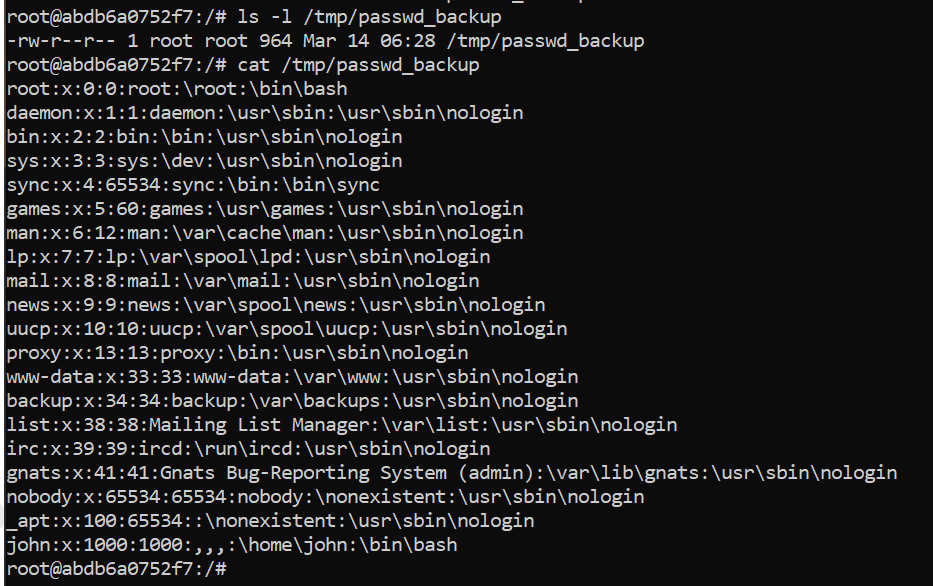 root@abdb6a0752f7:/# ls -l /tmp/passwd_backup
-rw-r--r-- 1 root root 964 Mar 14 06:28 /tmp/passwd_backup
root@abdb6a0752f7:/# cat /tmp/passwd_backup
root:x:0:0:root:\root:\bin\bash
daemon:x:1:1:daemon:\usr\sbin:\usr\sbin\nologin
bin:x:2:2:bin:\bin:\usr\sbin\nologin
sys:x:3:3:sys:\dev:\usr\sbin\nologin
sync:x:4:65534:sync:\bin:\bin\sync
games:x:5:60:games:\usr\games:\usr\sbin\nologin
man:x:6:12:man:\var\cache\man:\usr\sbin\nologin
lp:x:7:7:lp:\var\spool\lpd:\usr\sbin\nologin
mail:x:8:8:mail:\var\mail:\usr\sbin\nologin
news:x:9:9:news:\var\spool\news:\usr\sbin\nologin
uucp:x:10:10:uucp:\var\spool\uucp:\usr\sbin\nologin
proxy:x:13:13:proxy:\bin:\usr\sbin\nologin
www-data:x:33:33:www-data:\var\www:\usr\sbin\nologin
backup:x:34:34:backup:\var\backups:\usr\sbin\nologin
list:x:38:38:Mailing List Manager:\var\list:\usr\sbin\nologin
irc:x:39:39:ircd:\run\ircd:\usr\sbin\nologin
gnats:x:41:41:Gnats Bug-Reporting System (admin):\var\lib\gnats:\usr\sbin\nologin
nobody:x:65534:65534:nobody:\nonexistent:\usr\sbin\nologin
_apt:x:100:65534::\nonexistent:\usr\sbin\nologin
john:x:1000:1000:,,,:\home\john:\bin\bash
root@abdb6a0752f7:/#